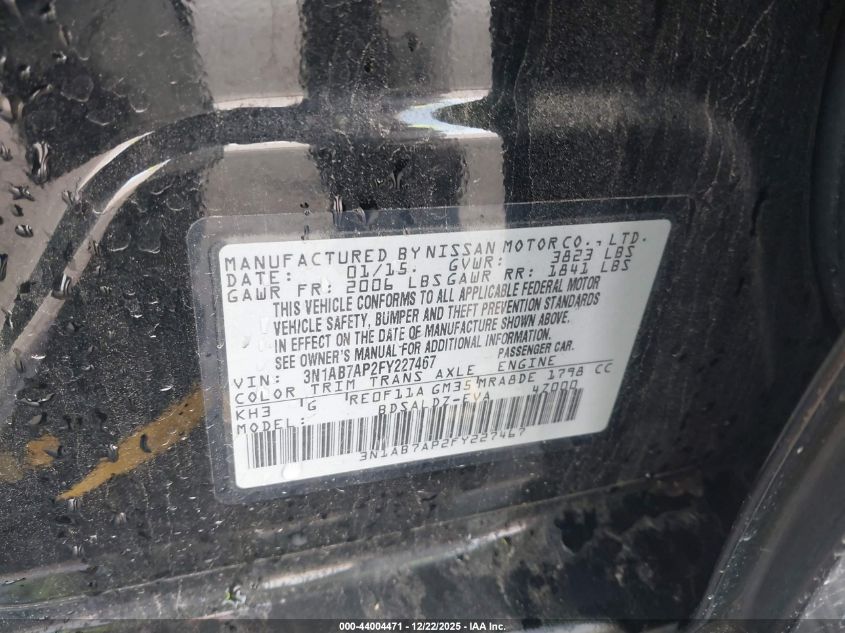 MANUFACTURED BY NISSAN MOTOR CO., LTD.
DATE: 01/15. GVWR: 3823 LBS
GAWR FR: 2006 LBS GAWR RR: 1841 LBS
THIS VEHICLE CONFORMS TO ALL APPLICABLE FEDERAL MOTOR
VEHICLE SAFETY, BUMPER AND THEFT PREVENTION STANDARDS
IN EFFECT ON THE DATE OF MANUFACTURE SHOWN ABOVE.
SEE OWNER'S MANUAL FOR ADDITIONAL INFORMATION.
VIN: 3N1AB7AP2FY227467 PASSENGER CAR.
COLOR TRIM TRANS AXLE ENGINE
KH3 G RE0F11A GM35 MRA8DE 1798 CC
MODEL: BDSALDZ-EVA 47000
3N1AB7AP2FY227467
000-44004471 - 12/22/2025 - IAA Inc.